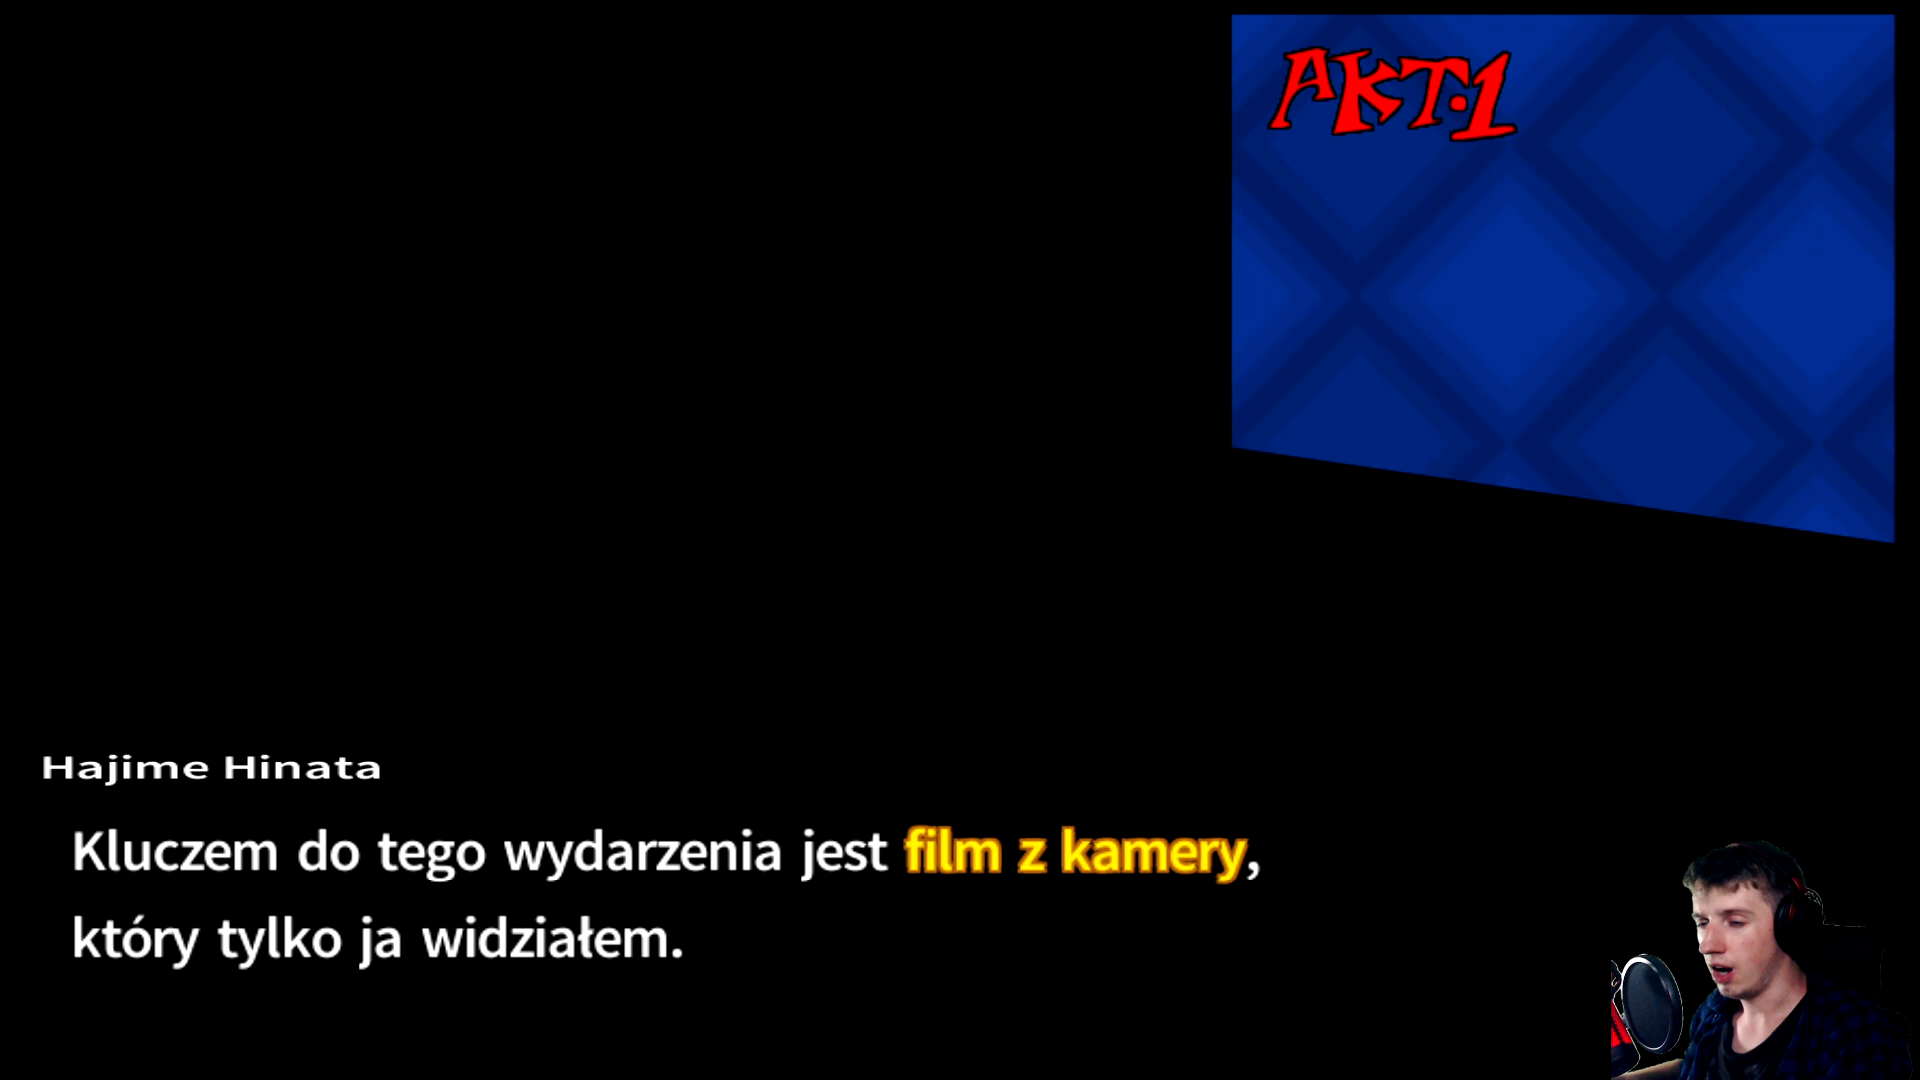 AKT.1
Hajime Hinata
Kluczem do tego wydarzenia jest film z kamery,
który tylko ja widziałem.